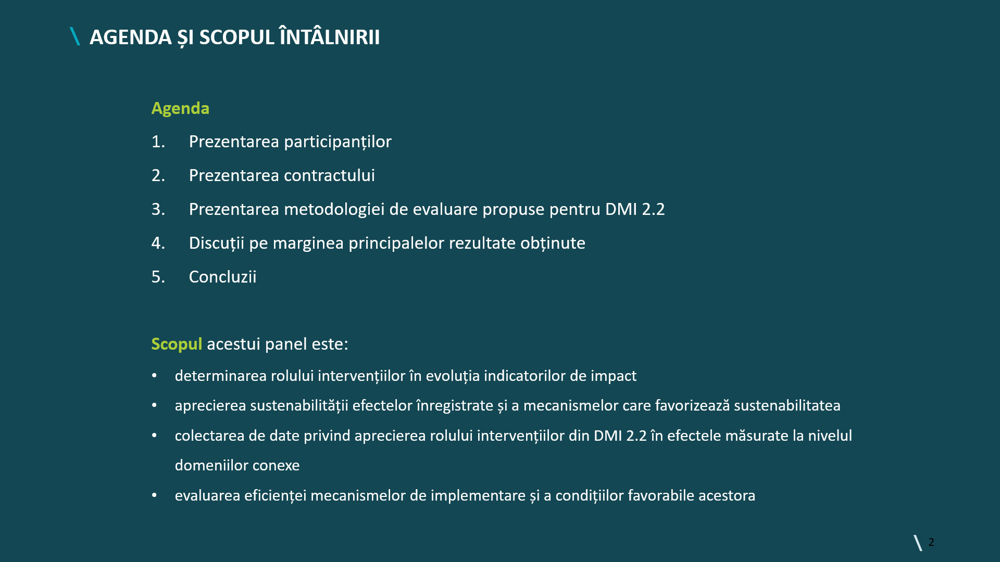 \ AGENDA ȘI SCOPUL ÎNTÂLNIRII
Agenda
1. Prezentarea participanților
2. Prezentarea contractului
3. Prezentarea metodologiei de evaluare propuse pentru DMI 2.2
4. Discuții pe marginea principalelor rezultate obținute
5. Concluzii
Scopul acestui panel este:
• determinarea rolului intervențiilor în evoluția indicatorilor de impact
• aprecierea sustenabilității efectelor înregistrate și a mecanismelor care favorizează sustenabilitatea
• colectarea de date privind aprecierea rolului intervențiilor din DMI 2.2 în efectele măsurate la nivelul
domeniilor conexe
• evaluarea eficienței mecanismelor de implementare și a condițiilor favorabile acestora
\ 2